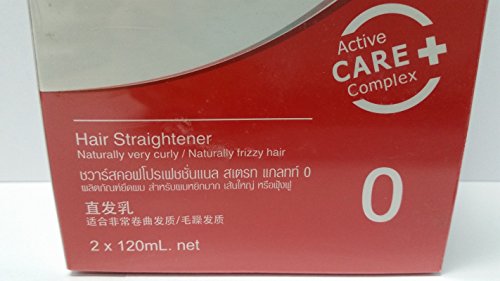 Active
CARE+
Complex
Hair Straightener
Naturally very curly / Naturally frizzy hair
ชวาร์สคอฟโปรเฟชชั่นแนล สเตรท แกลทท์ 0
ผลิตภัณฑ์ยืดผม สำหรับผมหยิกมาก เส้นใหญ่ หรือฟุ้งฟู
直发乳
适合非常卷曲发质/毛躁发质
2 x 120mL. net
0